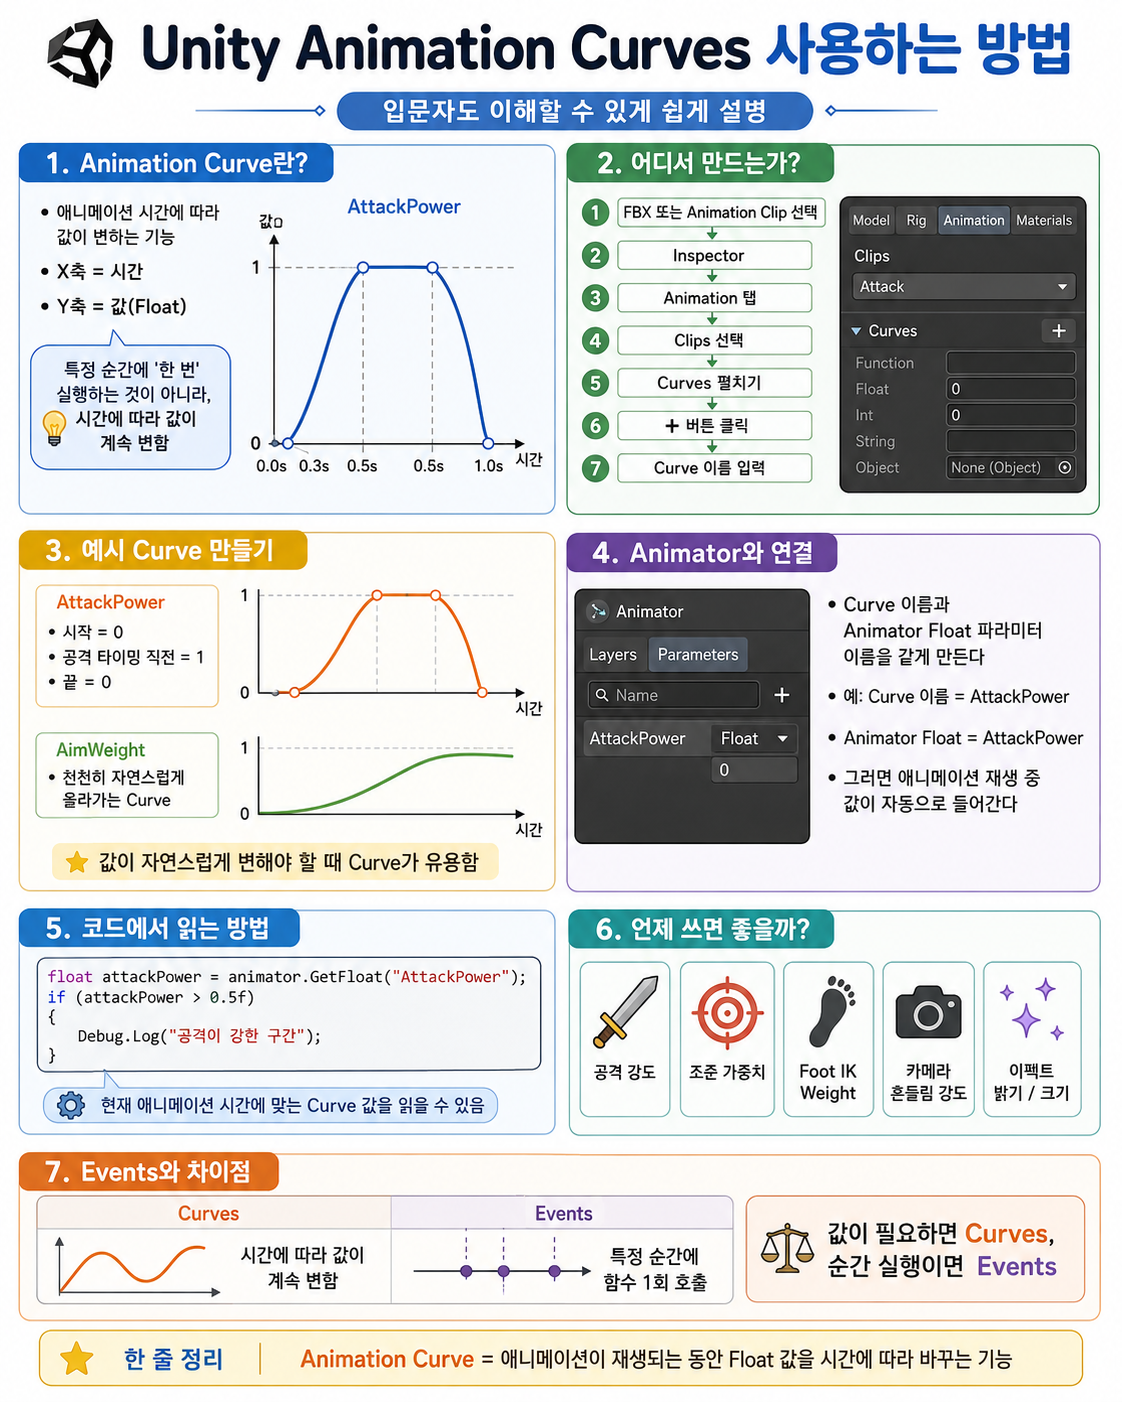 Unity Animation Curves 사용하는 방법
입문자도 이해할 수 있게 쉽게 설병
1. Animation Curve란?
• 애니메이션 시간에 따라
값이 변하는 기능
• X축 = 시간
• Y축 = 값(Float)
특정 순간에 '한 번'
실행하는 것이 아니라,
시간에 따라 값이
계속 변함
AttackPower
값
1
0
0.0s 0.3s 0.5s 0.5s 1.0s 시간
2. 어디서 만드는가?
1 FBX 또는 Animation Clip 선택
2 Inspector
3 Animation 탭
4 Clips 선택
5 Curves 펼치기
6 + 버튼 클릭
7 Curve 이름 입력
Model Rig Animation Materials
Clips
Attack
Curves +
Function
Float 0
Int 0
String
Object None (Object)
3. 예시 Curve 만들기
AttackPower
• 시작 = 0
• 공격 타이밍 직전 = 1
• 끝 = 0
1
0
시간
AimWeight
• 천천히 자연스럽게
올라가는 Curve
1
0
시간
값이 자연스럽게 변해야 할 때 Curve가 유용함
4. Animator와 연결
Animator
Layers Parameters
Name +
AttackPower Float
0
• Curve 이름과
Animator Float 파라미터
이름을 같게 만든다
• 예: Curve 이름 = AttackPower
• Animator Float = AttackPower
• 그러면 애니메이션 재생 중
값이 자동으로 들어간다
5. 코드에서 읽는 방법
float attackPower = animator.GetFloat("AttackPower");
if (attackPower > 0.5f)
{
Debug.Log("공격이 강한 구간");
}
현재 애니메이션 시간에 맞는 Curve 값을 읽을 수 있음
6. 언제 쓰면 좋을까?
공격 강도
조준 가중치
Foot IK
Weight
카메라
흔들림 강도
이펙트
밝기 / 크기
7. Events와 차이점
Curves
시간에 따라 값이
계속 변함
Events
특정 순간에
함수 1회 호출
값이 필요하면 Curves,
순간 실행이면 Events
한 줄 정리
Animation Curve = 애니메이션이 재생되는 동안 Float 값을 시간에 따라 바꾸는 기능